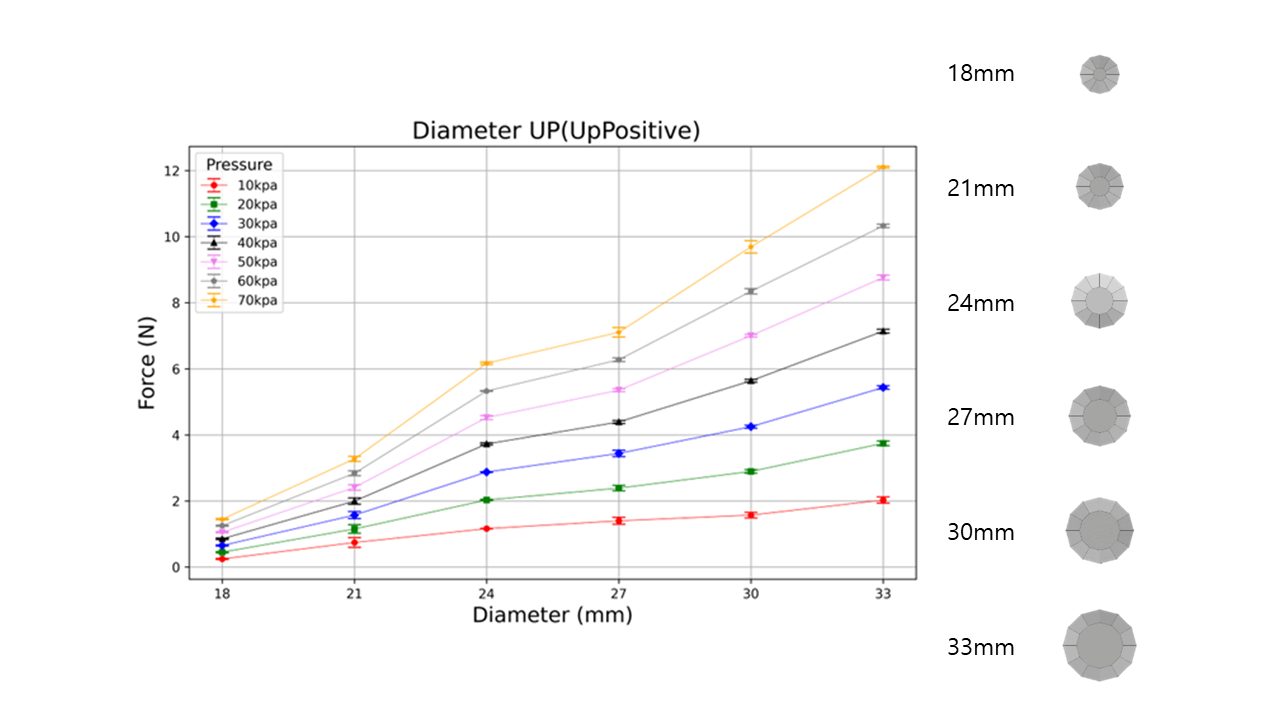 Diameter UP(UpPositive)
Pressure
10kpa
20kpa
30kpa
40kpa
50kpa
60kpa
70kpa
Force (N)
12
10
8
6
4
2
0
18 21 24 27 30 33
Diameter (mm)
18mm
21mm
24mm
27mm
30mm
33mm